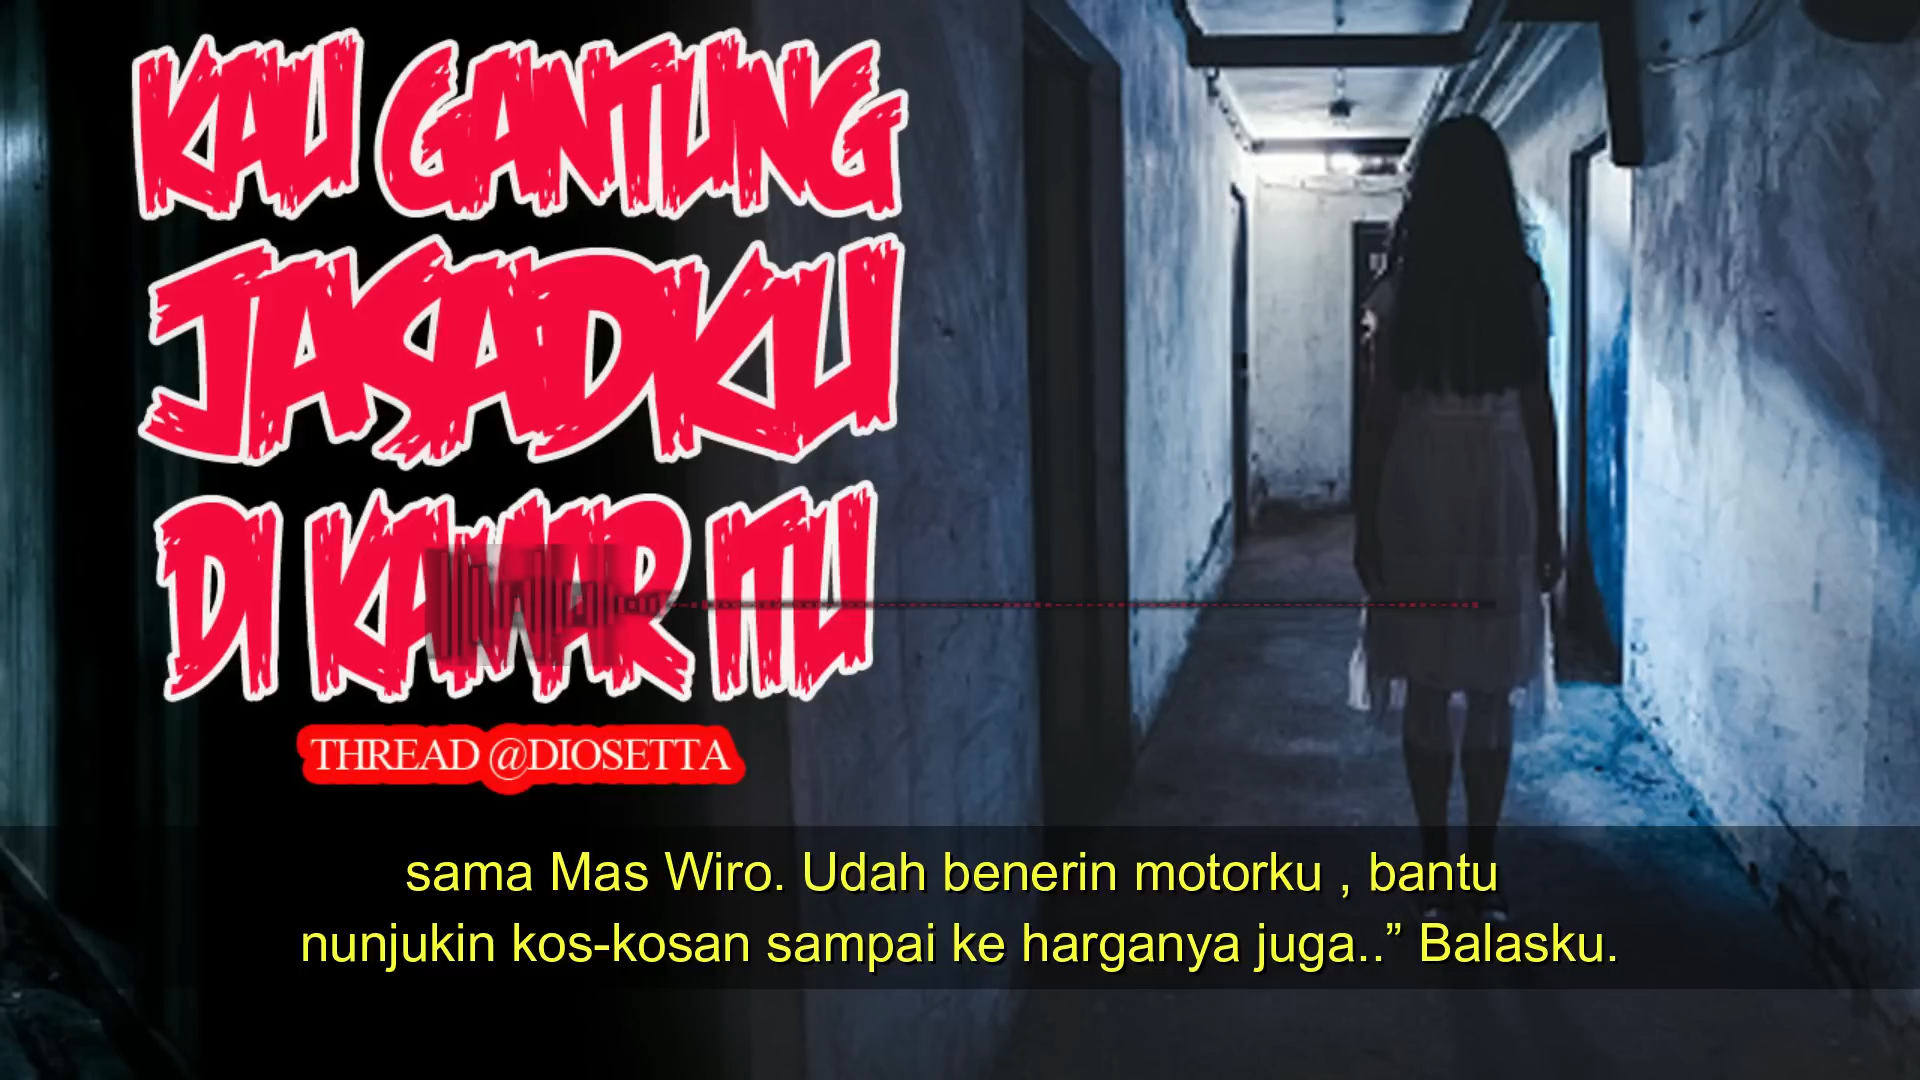 KAU GANTUNG
JASADKU
DI KAMAR ITU
THREAD @DIOSETTA
sama Mas Wiro. Udah benerin motorku , bantu
nunjukin kos-kosan sampai ke harganya juga..” Balasku.